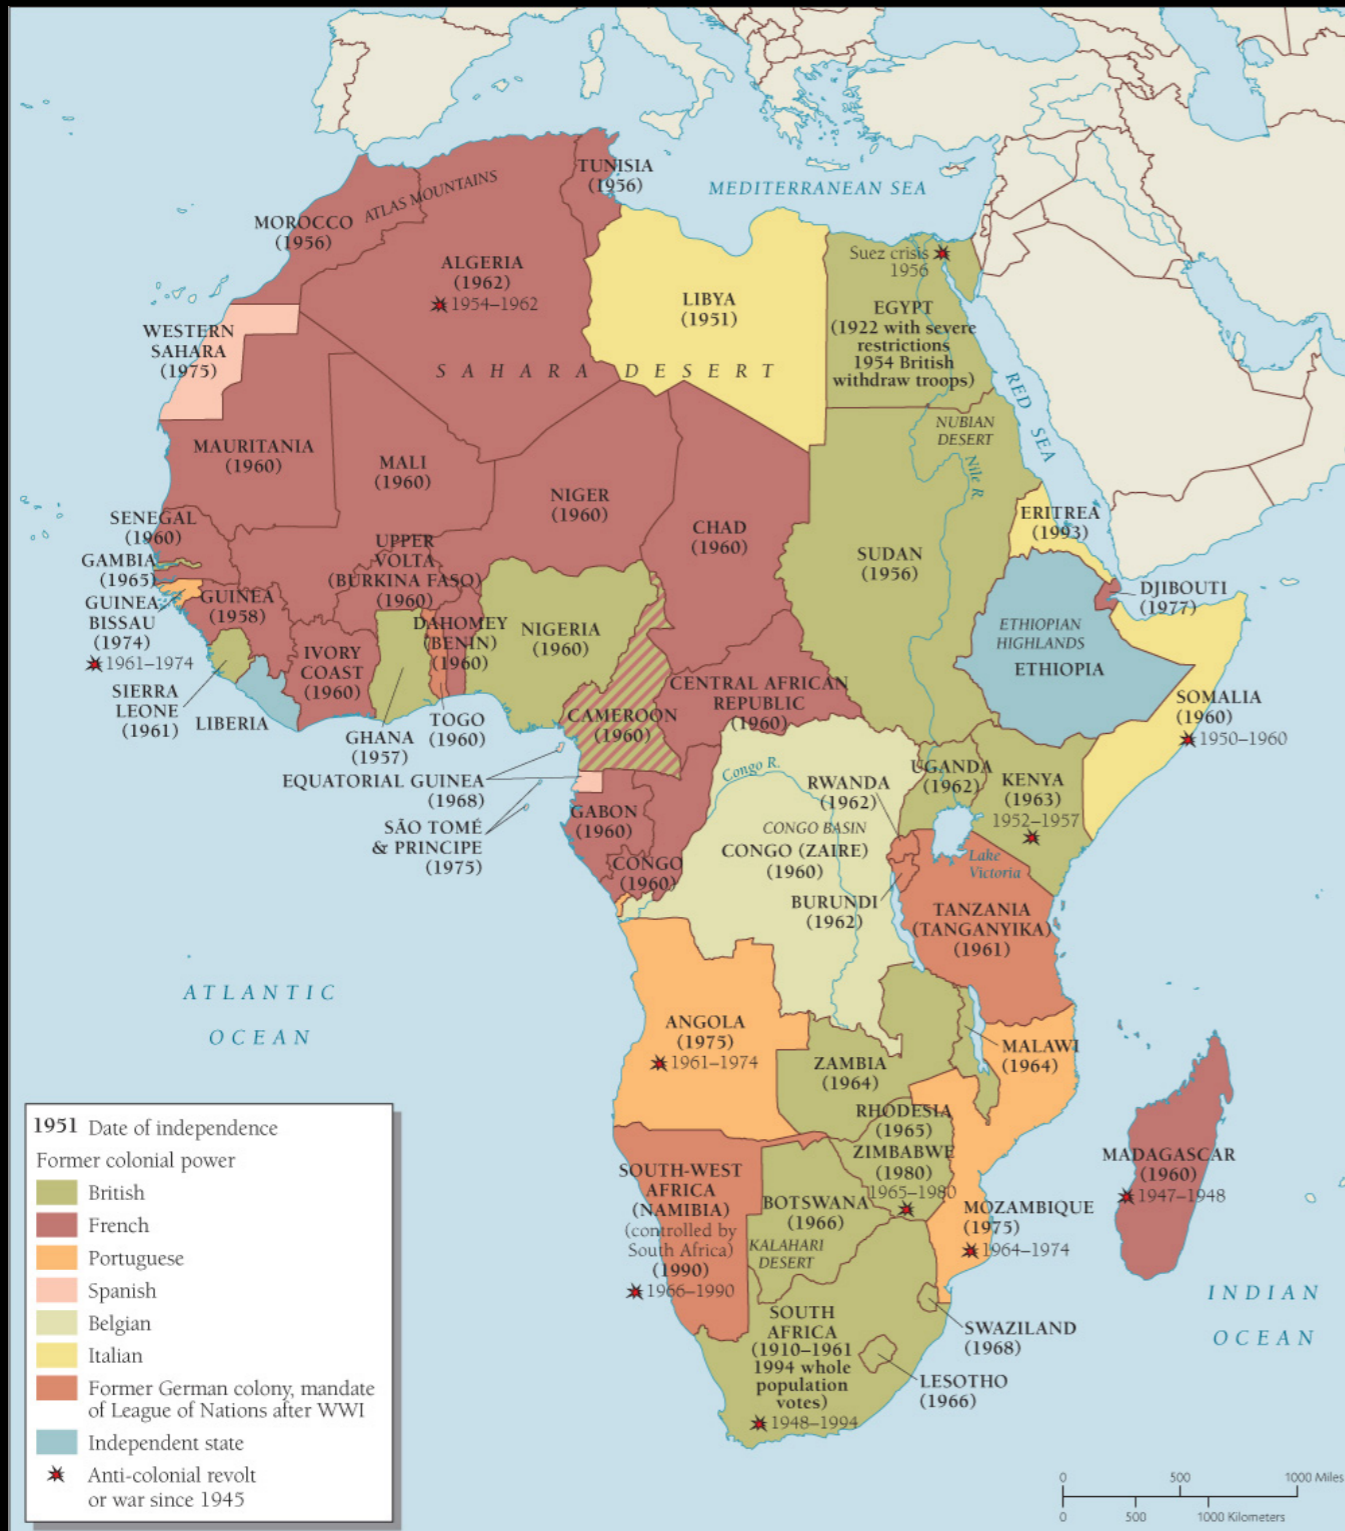 MEDITERRANEAN SEA
TUNISIA
(1956)
ATLAS MOUNTAINS
MOROCCO
(1956)
ALGERIA
(1962)
1954–1962
LIBYA
(1951)
Suez crisis
1956
EGYPT
(1922 with severe
restrictions
1954 British
withdraw troops)
WESTERN
SAHARA
(1975)
SAHARA DESERT
RED SEA
NUBIAN
DESERT
Nile R.
MAURITANIA
(1960)
MALI
(1960)
NIGER
(1960)
CHAD
(1960)
SUDAN
(1956)
ERITREA
(1993)
SENEGAL
(1960)
GAMBIA
(1965)
GUINEA
BISSAU
(1974)
1961–1974
GUINEA
(1958)
UPPER
VOLTA
(BURKINA FASO)
(1960)
DAHOMEY
(BENIN)
(1960)
NIGERIA
(1960)
DJIBOUTI
(1977)
ETHIOPIAN
HIGHLANDS
ETHIOPIA
IVORY
COAST
(1960)
SIERRA
LEONE
(1961)
LIBERIA
GHANA
(1957)
TOGO
(1960)
CAMEROON
(1960)
CENTRAL AFRICAN
REPUBLIC
(1960)
SOMALIA
(1960)
1950–1960
EQUATORIAL GUINEA
(1968)
SÃO TOMÉ
& PRINCIPE
(1975)
GABON
(1960)
CONGO
(1960)
Congo R.
RWANDA
(1962)
UGANDA
(1962)
KENYA
(1963)
1952–1957
CONGO BASIN
CONGO (ZAIRE)
(1960)
Lake
Victoria
BURUNDI
(1962)
TANZANIA
(TANGANYIKA)
(1961)
ATLANTIC
OCEAN
ANGOLA
(1975)
1961–1974
ZAMBIA
(1964)
MALAWI
(1964)
RHODESIA
(1965)
ZIMBABWE
(1980)
1965–1980
MADAGASCAR
(1960)
1947–1948
SOUTH-WEST
AFRICA
(NAMIBIA)
(controlled by
South Africa)
(1990)
1966–1990
BOTSWANA
(1966)
KALAHARI
DESERT
MOZAMBIQUE
(1975)
1964–1974
INDIAN
OCEAN
SOUTH
AFRICA
(1910–1961
1994 whole
population
votes)
1948–1994
SWAZILAND
(1968)
LESOTHO
(1966)
1951 Date of independence
Former colonial power
British
French
Portuguese
Spanish
Belgian
Italian
Former German colony, mandate
of League of Nations after WWI
Independent state
Anti-colonial revolt
or war since 1945
0 500 1000 Miles
0 500 1000 Kilometers